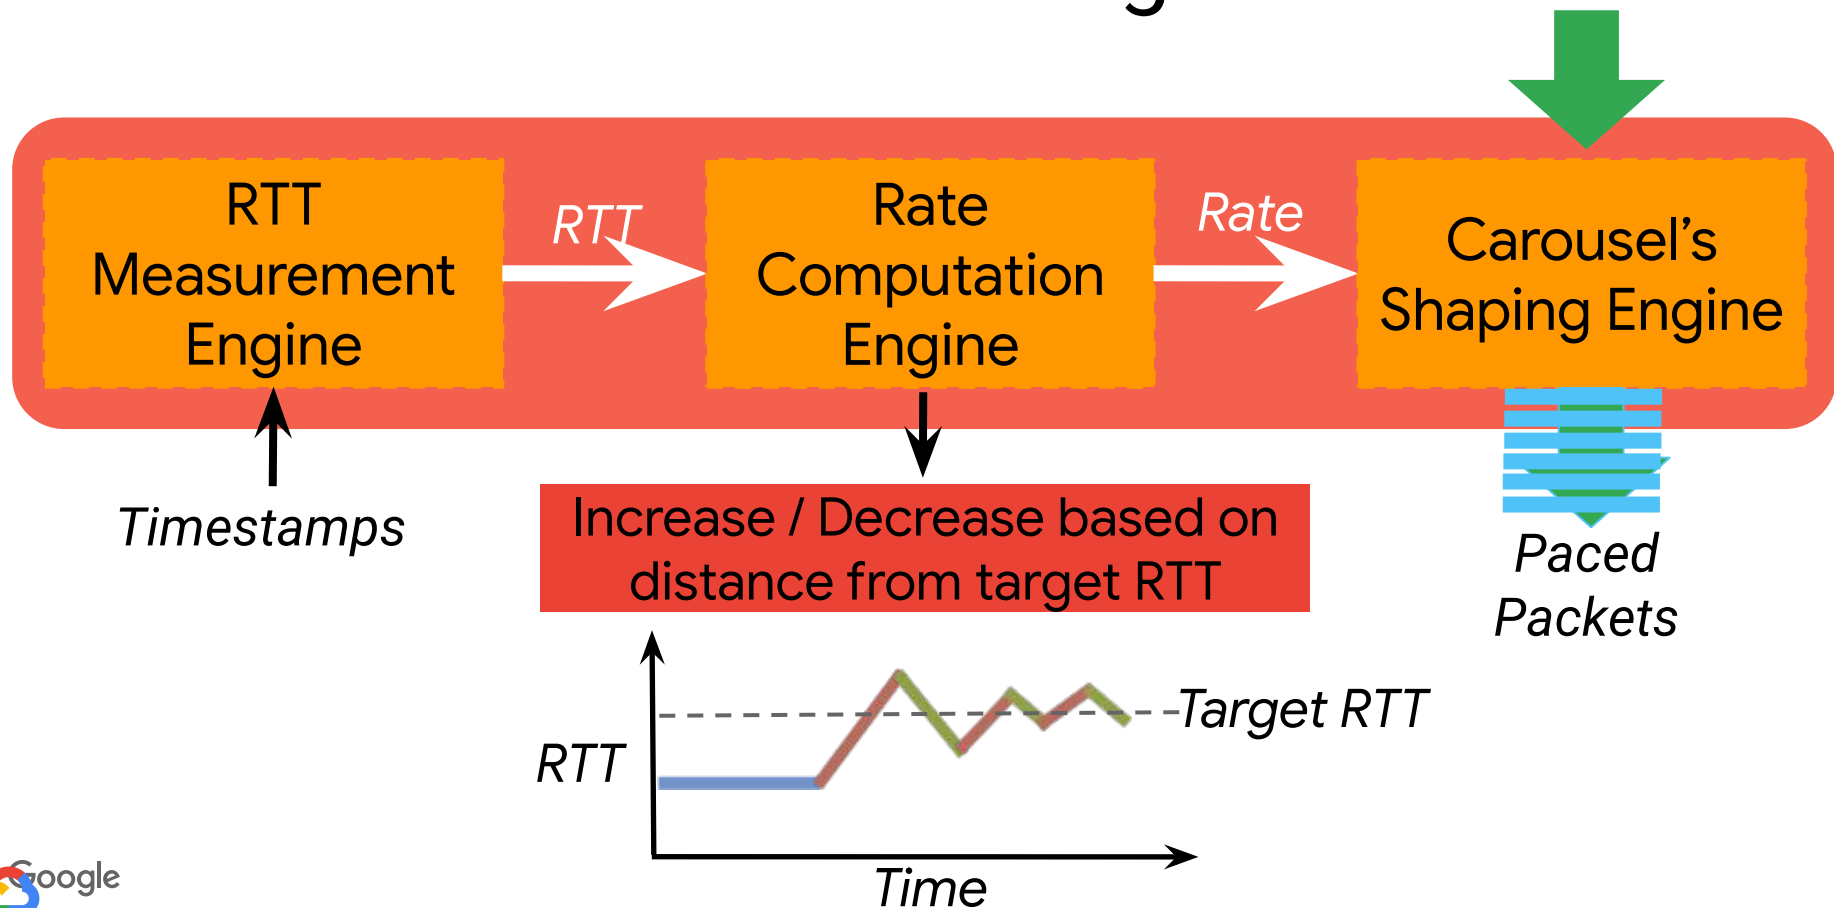 RTT
Measurement
Engine
RTT
Rate
Computation
Engine
Rate
Carousel’s
Shaping Engine
Timestamps
Increase / Decrease based on
distance from target RTT
Paced
Packets
Target RTT
RTT
Time
Google